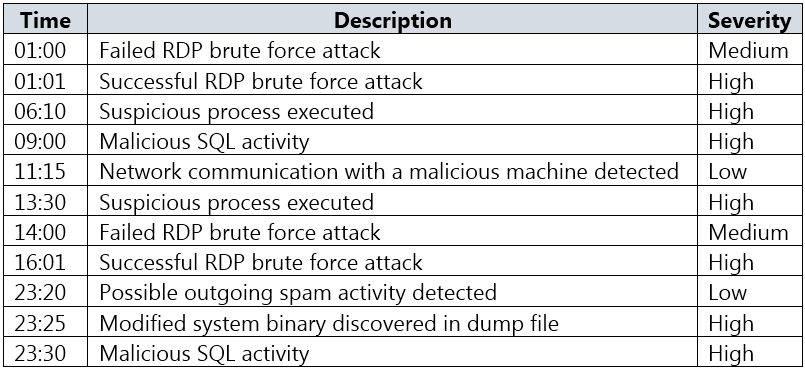 Time Description Severity
01:00 Failed RDP brute force attack Medium
01:01 Successful RDP brute force attack High
06:10 Suspicious process executed High
09:00 Malicious SQL activity High
11:15 Network communication with a malicious machine detected Low
13:30 Suspicious process executed High
14:00 Failed RDP brute force attack Medium
16:01 Successful RDP brute force attack High
23:20 Possible outgoing spam activity detected Low
23:25 Modified system binary discovered in dump file High
23:30 Malicious SQL activity High